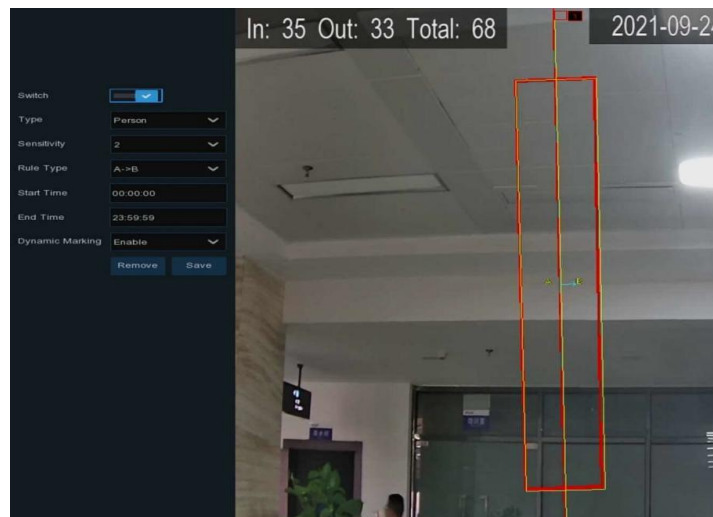 In: 35 Out: 33 Total: 68
2021-09-24
Switch
Type Person
Sensitivity 2
Rule Type A->B
Start Time 00:00:00
End Time 23:59:59
Dynamic Marking Enable
Remove Save
A B